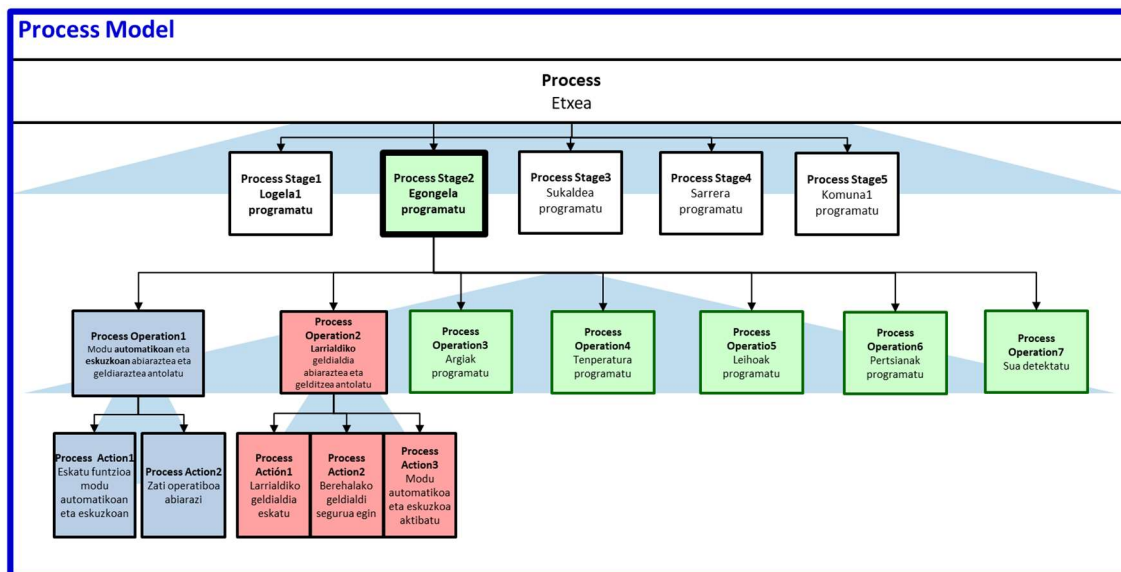 Process Model
Process
Etxea
Process Stage1
Logela1
programatu
Process Stage2
Egongela
programatu
Process Stage3
Sukaldea
programatu
Process Stage4
Sarrera
programatu
Process Stage5
Komuna1
programatu
Process Operation1
Modu automatikoan eta
eskuzkoan abiaraztea eta
geldiaraztea antolatu
Process
Operation2
Larrialdiko
geldialdia
abiaraztea eta
gelditzea antolatu
Process
Operation3
Argiak
programatu
Process
Operation4
Tenperatura
programatu
Process
Operatio5
Leihoak
programatu
Process
Operation6
Pertsianak
programatu
Process
Operation7
Sua detektatu
Process Action1
Eskatu funtzioa
modu
automatikoan
eta eskuzkoan
Process Action2
Zati operatiboa
abiarazi
Process
Actión1
Larrialdiko
geldialdia
eskatu
Process
Action2
Berehalako
geldialdi
segurua egin
Process
Action3
Modu
automatikoa
eta eskuzkoa
aktibatu